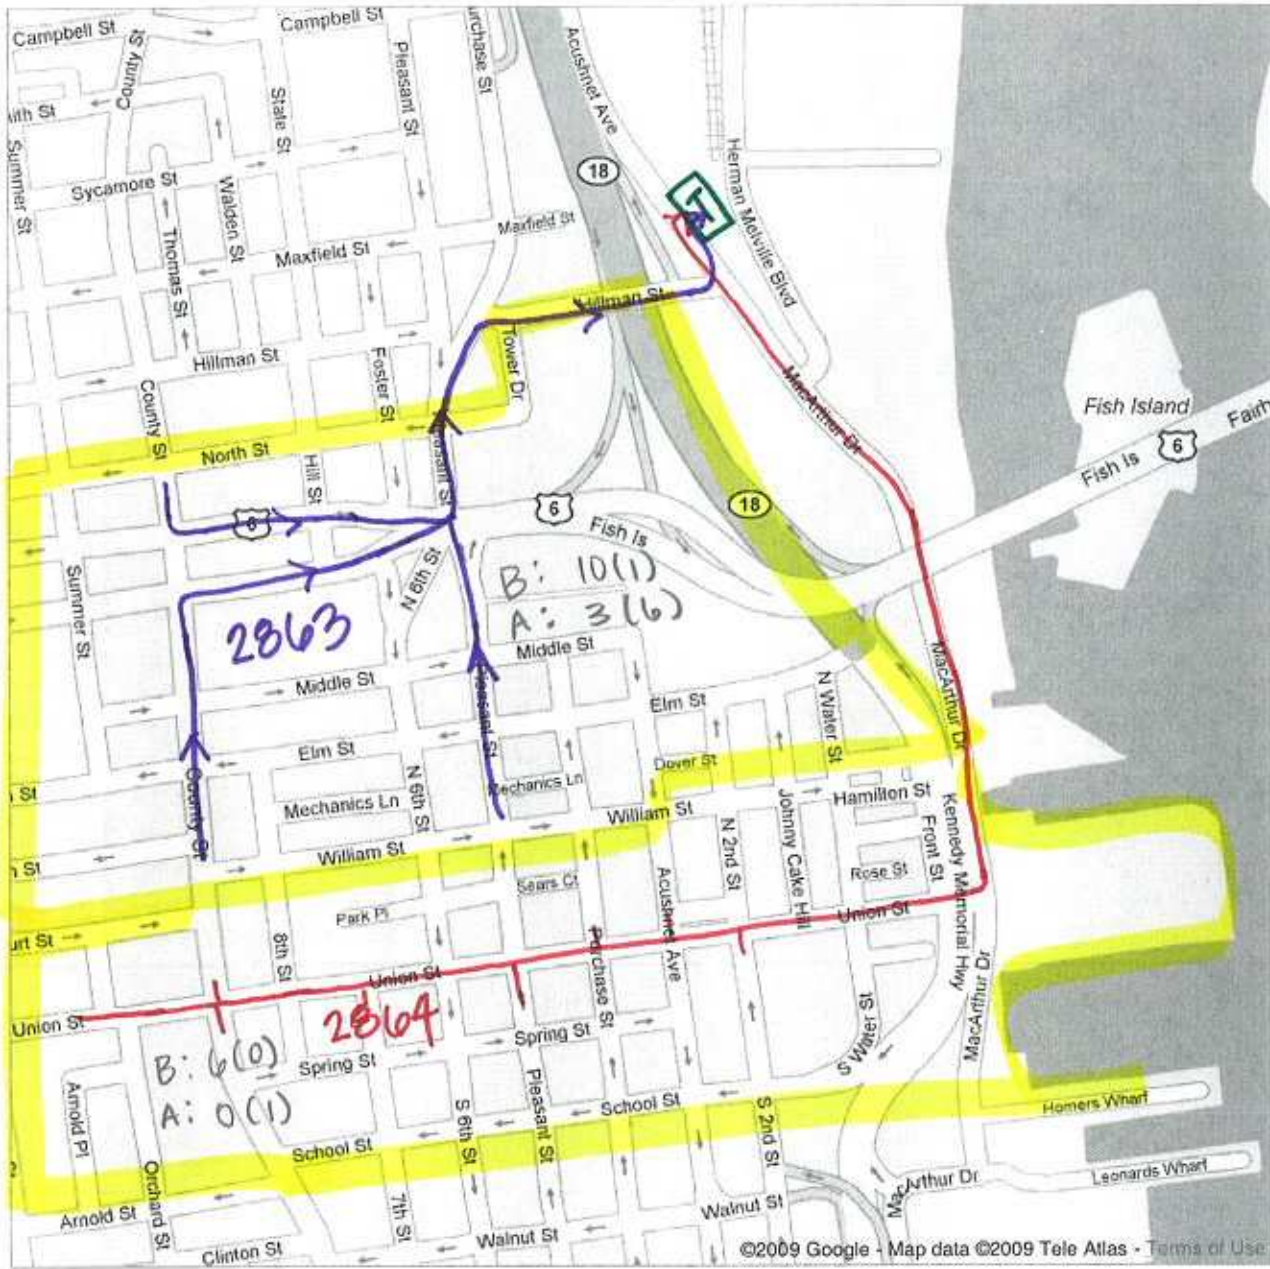 Campbell St
Campbell St
County St
Pleasant St
Acushnet Ave
State St
Summer St
Sycamore St
Walden St
18
Herman Melville Blvd
Thomas St
Maxfield St
Maxfield St
Hillman St
Hillman St
Tower Dr
Foster St
County St
MacArthur Dr
Fish Island
6
Fish Is
North St
Hill St
Pleasant St
6
6
18
Fish Is
N 6th St
Summer St
B: 10(1)
A: 3(6)
2863
Middle St
Middle St
Pleasant St
Elm St
N Water St
MacArthur Dr
Elm St
Dover St
N 6th St
Mechanics Ln
Mechanics Ln
County St
William St
Hamilton St
Johnny Cake Hill
N 2nd St
Front St
Kennedy Memorial Hwy
William St
Rose St
Sears Ct
Acushnet Ave
Park Pl
Union St
8th St
Purchase St
Union St
MacArthur Dr
Union St
2864
Spring St
S Water St
B: 6(0)
Spring St
A: 0(1)
Arnold Pl
Pleasant St
School St
Homers Wharf
S 6th St
S 2nd St
School St
Orchard St
MacArthur Dr
Leonards Wharf
Arnold St
7th St
Walnut St
Walnut St
Clinton St
©2009 Google - Map data ©2009 Tele Atlas - Terms of Use